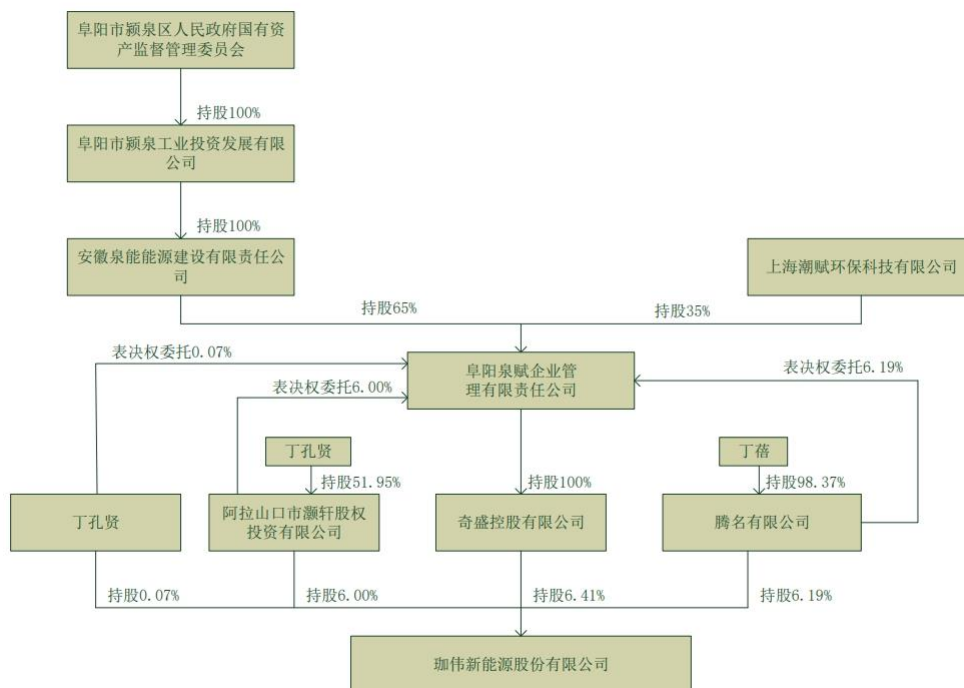 阜阳市颍泉区人民政府国有资
产监督管理委员会
持股100%
阜阳市颍泉工业投资发展有限
公司
持股100%
安徽泉能能源建设有限责任公
司
上海潮赋环保科技有限公司
持股65%
持股35%
表决权委托0.07%
阜阳泉赋企业管
理有限责任公司
表决权委托6.19%
表决权委托6.00%
丁孔贤
丁蓓
持股51.95%
持股100%
持股98.37%
丁孔贤
阿拉山口市灏轩股权
投资有限公司
奇盛控股有限公司
腾名有限公司
持股0.07%
持股6.00%
持股6.41%
持股6.19%
珈伟新能源股份有限公司